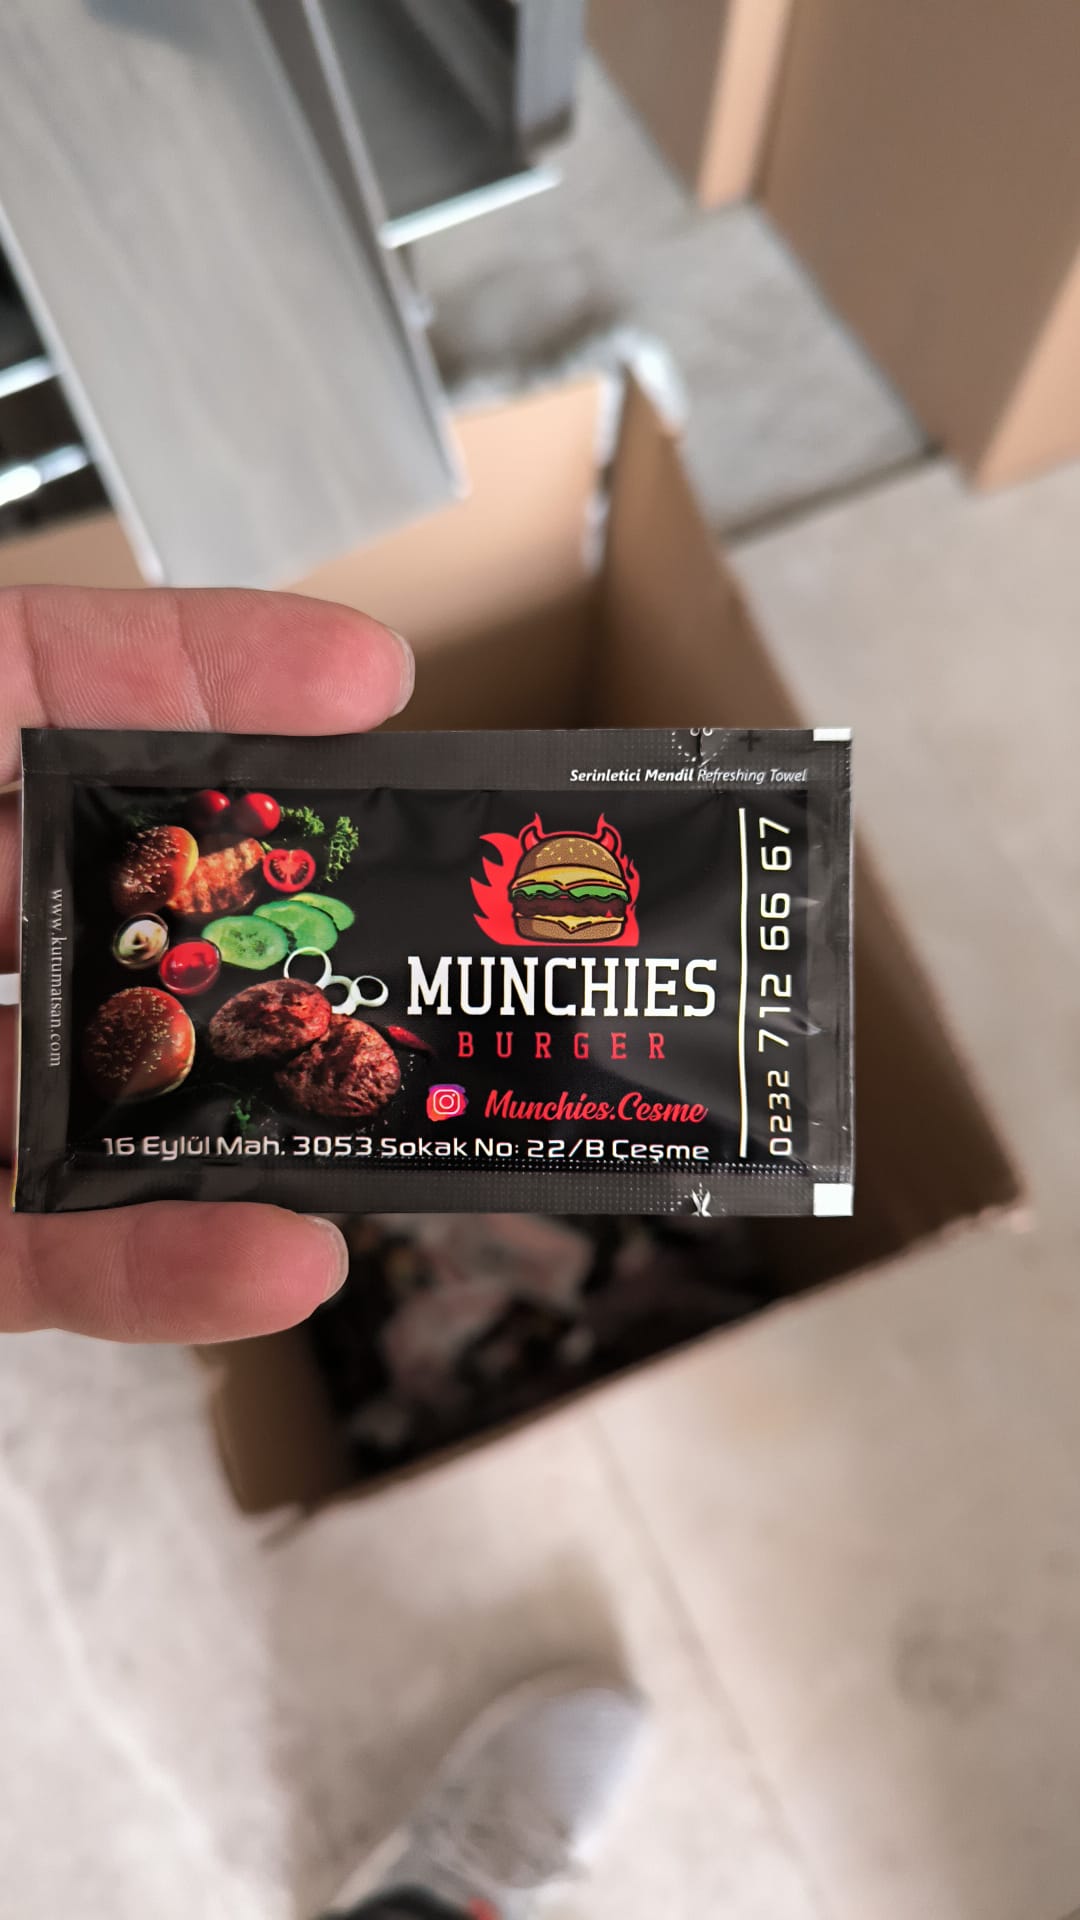 Serinletici Mendil Refreshing Towel
MUNCHIES
BURGER
Munchies.Cesme
16 Eylül Mah. 3053 Sokak No: 22/B Çeşme
0232 712 66 67
www.kurumatsan.com